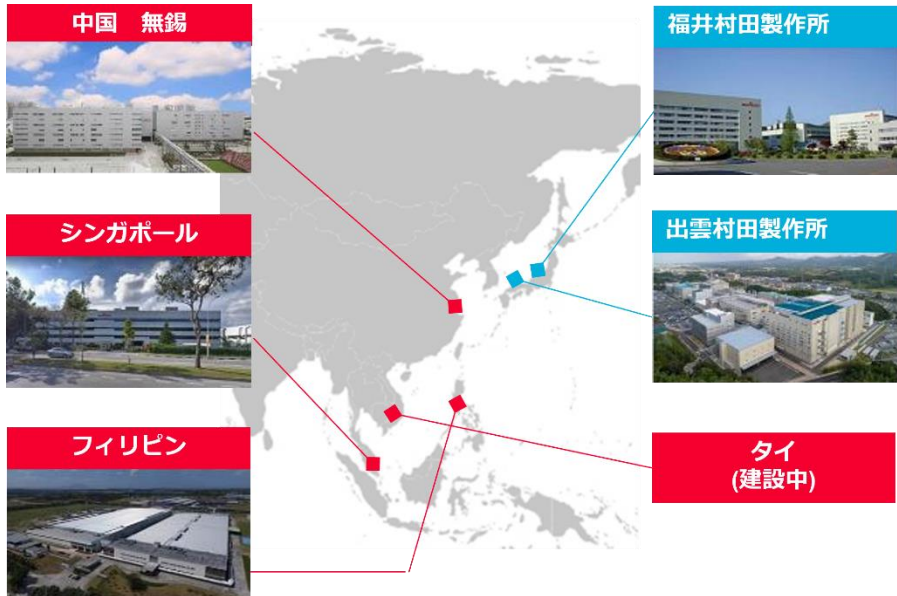 中国　無錫
福井村田製作所
シンガポール
出雲村田製作所
フィリピン
タイ
(建設中)